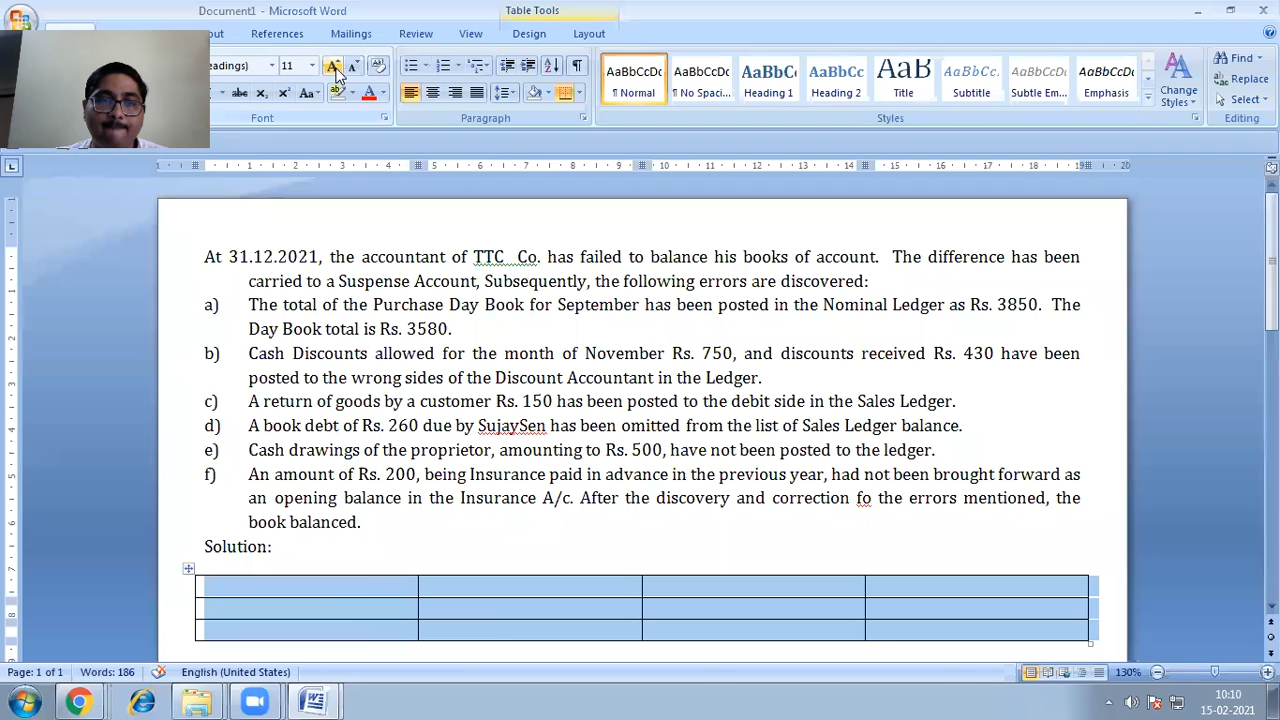 Document1 - Microsoft Word
Table Tools
References
Mailings
Review
View
Design
Layout
11
Font
Paragraph
AaBbCcDc
¶ Normal
AaBbCcDc
¶ No Spaci...
AaBbCc
Heading 1
AaBbCc
Heading 2
AaB
Title
AaBbCcl
Subtitle
AaBbCcDc
Subtle Em...
AaBbCcDc
Emphasis
Change
Styles
Styles
Find
Replace
Select
Editing
At 31.12.2021, the accountant of TTC Co. has failed to balance his books of account. The difference has been
carried to a Suspense Account, Subsequently, the following errors are discovered:
a) The total of the Purchase Day Book for September has been posted in the Nominal Ledger as Rs. 3850. The
Day Book total is Rs. 3580.
b) Cash Discounts allowed for the month of November Rs. 750, and discounts received Rs. 430 have been
posted to the wrong sides of the Discount Accountant in the Ledger.
c) A return of goods by a customer Rs. 150 has been posted to the debit side in the Sales Ledger.
d) A book debt of Rs. 260 due by SujaySen has been omitted from the list of Sales Ledger balance.
e) Cash drawings of the proprietor, amounting to Rs. 500, have not been posted to the ledger.
f) An amount of Rs. 200, being Insurance paid in advance in the previous year, had not been brought forward as
an opening balance in the Insurance A/c. After the discovery and correction fo the errors mentioned, the
book balanced.
Solution:
Page: 1 of 1
Words: 186
English (United States)
130%
10:10
15-02-2021